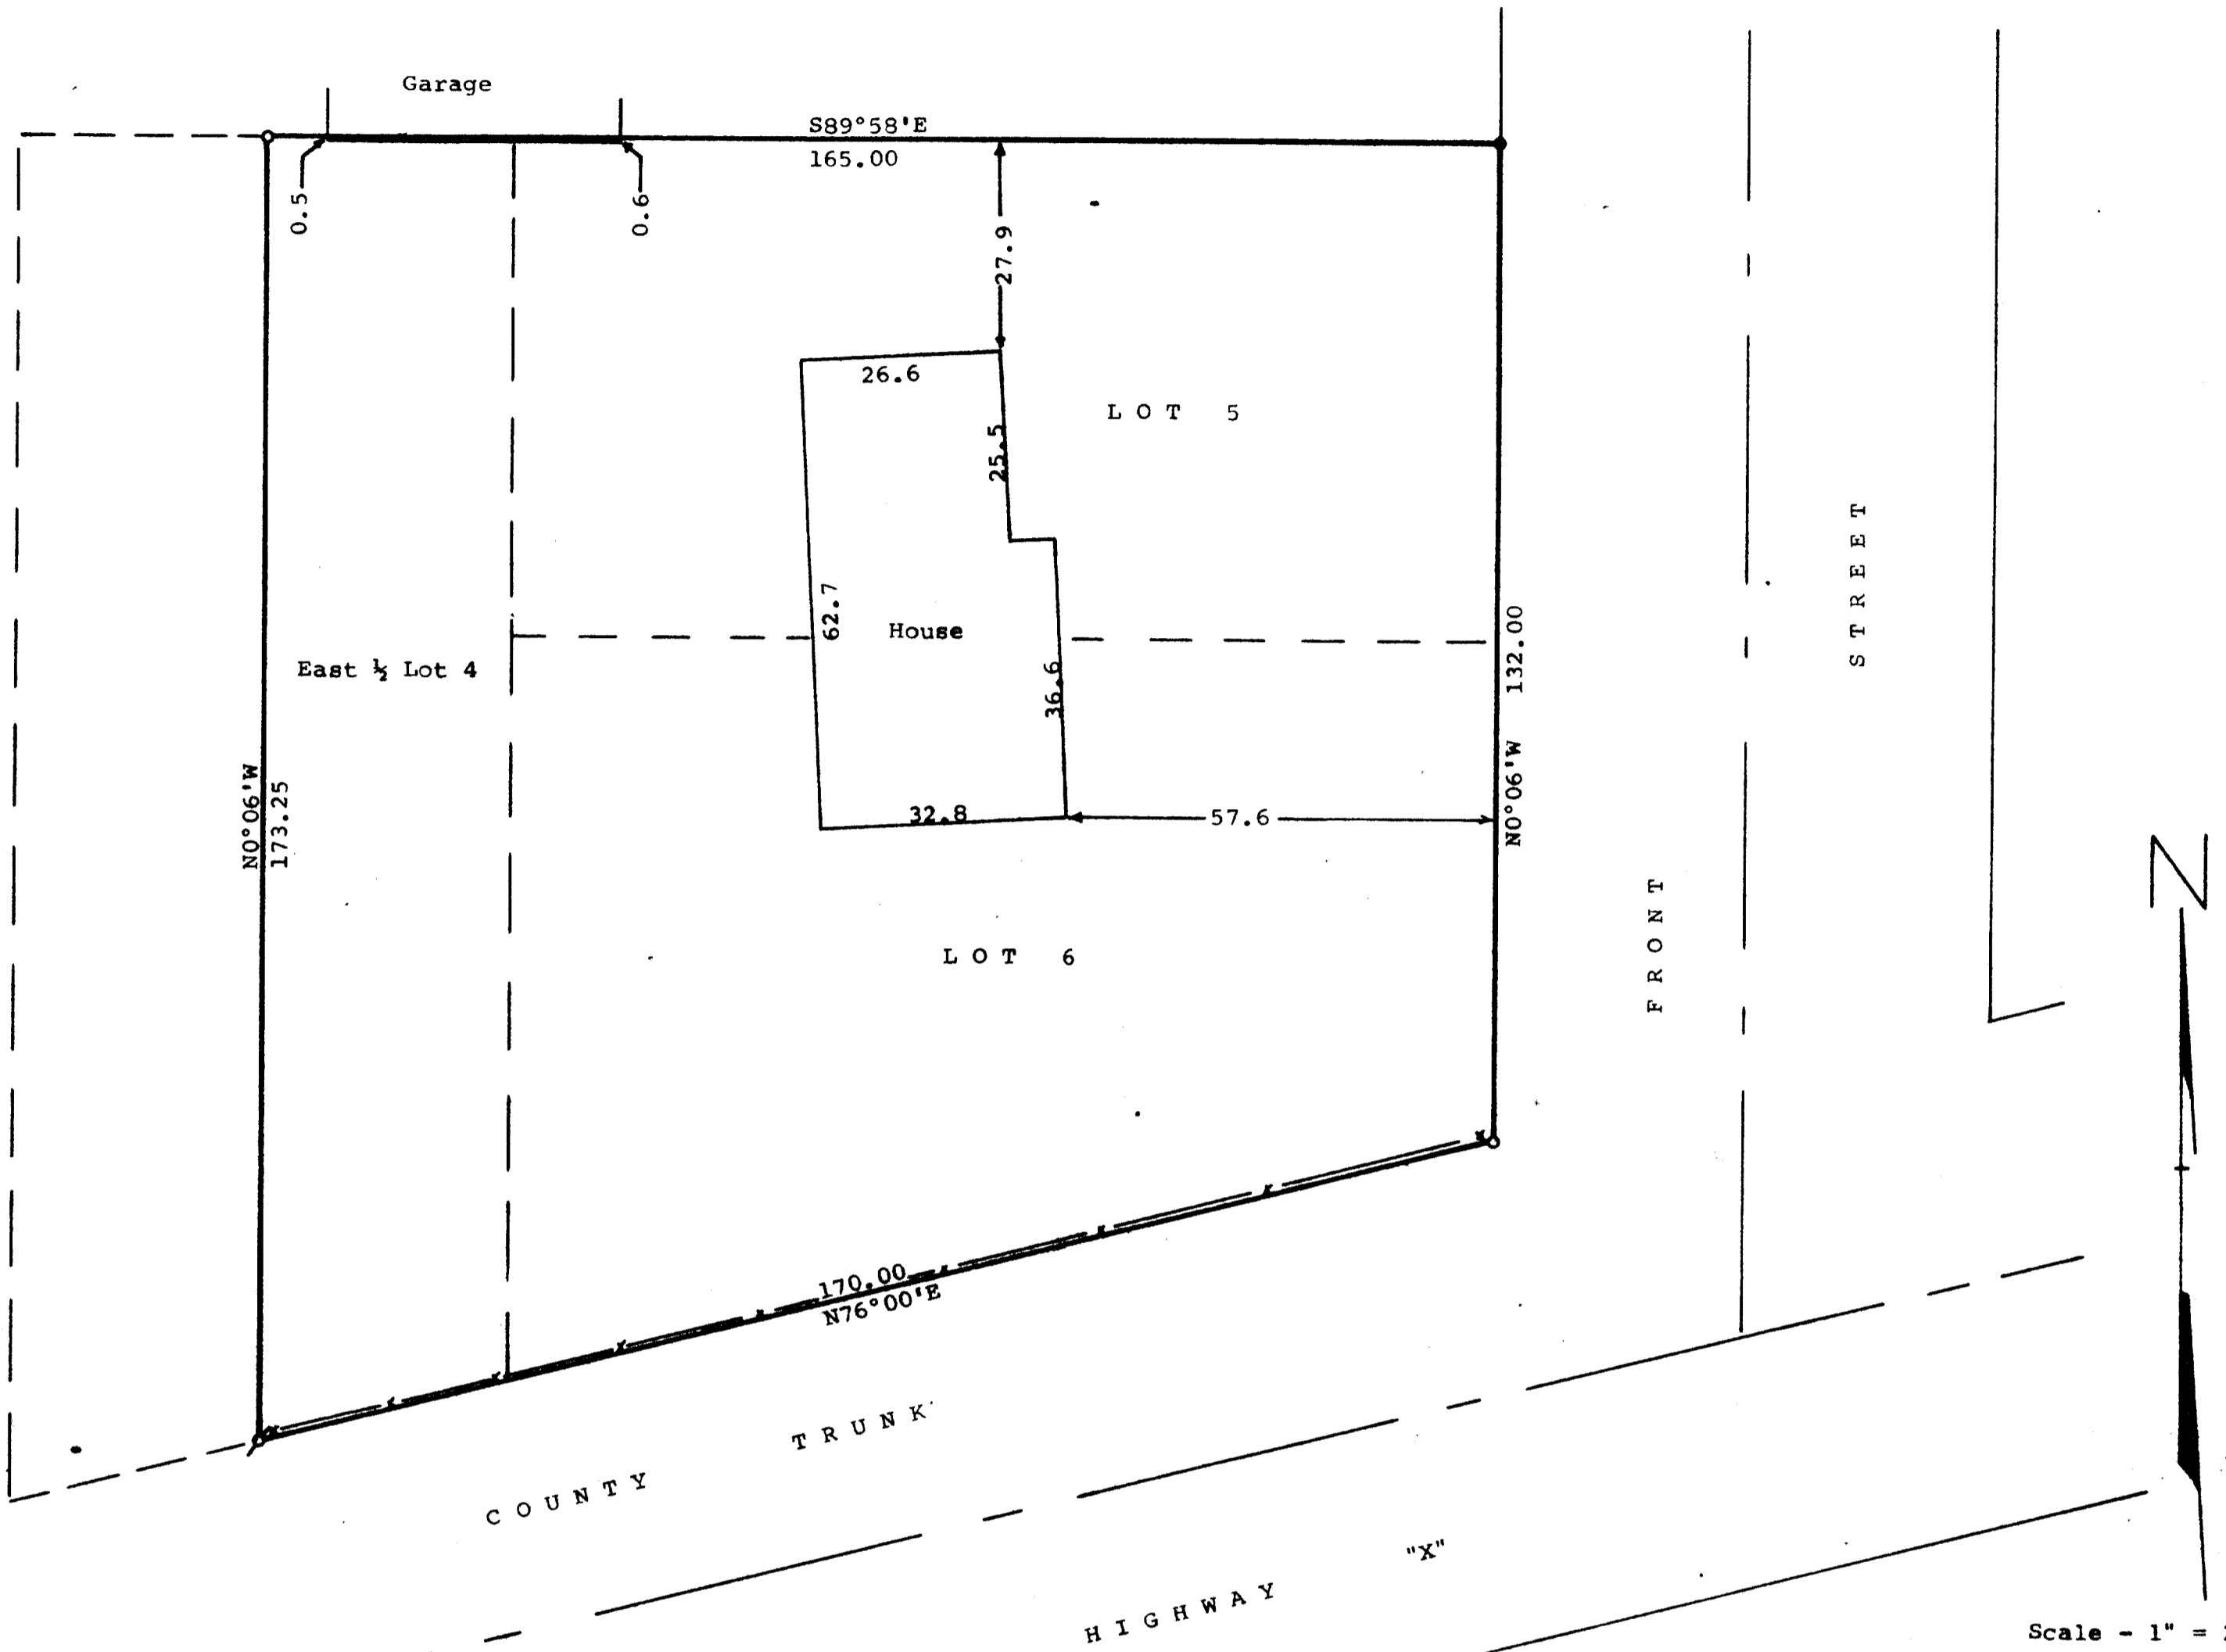 Garage
S89°58'E
165.00
0.5
0.6
27.9
26.6
LOT 5
25.5
STREET
62.7
House
132.00
East ½ Lot 4
36.6
N0°06'W
173.25
N0°06'W
32.8
57.6
N
FRONT
LOT 6
170.00
N76°00'E
COUNTY TRUNK
HIGHWAY "X"
Scale - 1" =